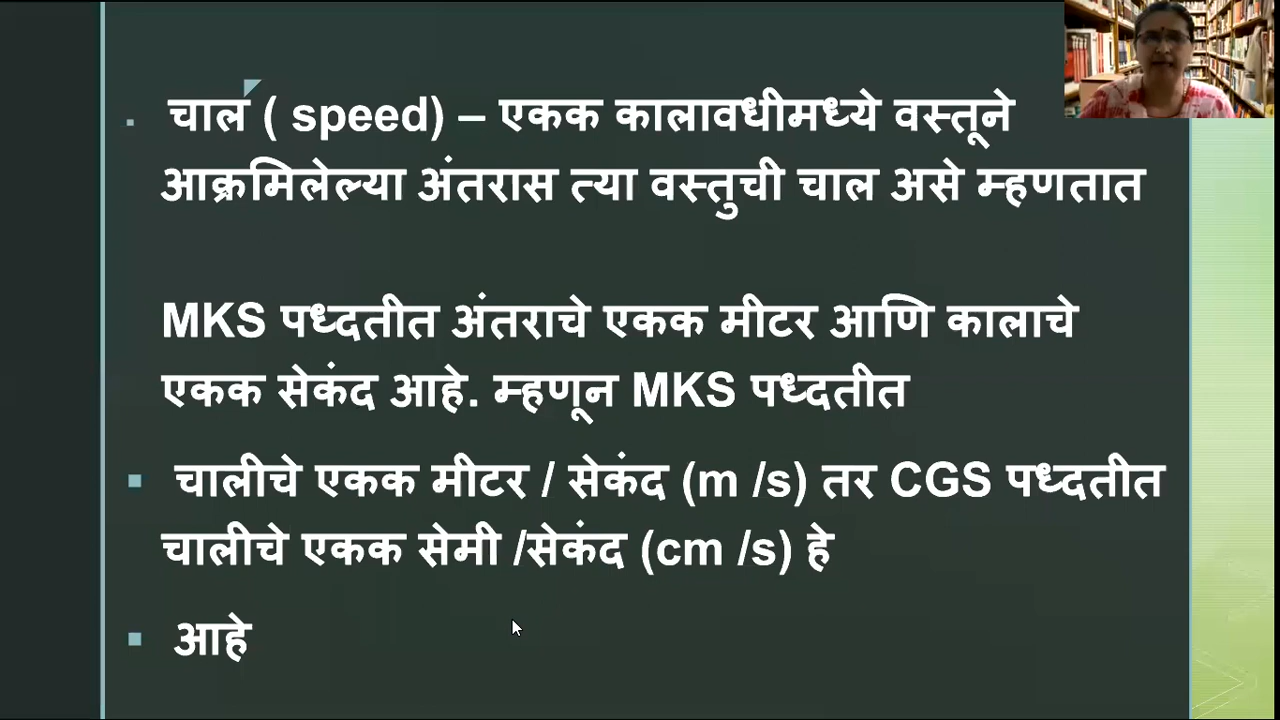 चाल ( speed) – एकक कालावधीमध्ये वस्तूने
आक्रमिलेल्या अंतरास त्या वस्तुची चाल असे म्हणतात
MKS पध्दतीत अंतराचे एकक मीटर आणि कालाचे
एकक सेकंद आहे. म्हणून MKS पध्दतीत
चालीचे एकक मीटर / सेकंद (m /s) तर CGS पध्दतीत
चालीचे एकक सेमी /सेकंद (cm /s) हे
आहे